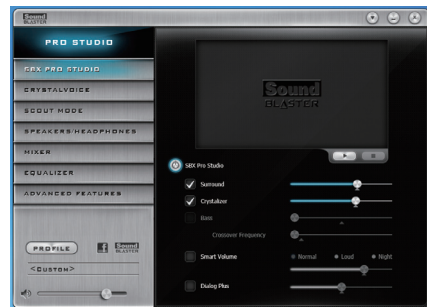 Sound
BLASTER
PRO STUDIO
SBX PRO STUDIO
CRYSTALVOICE
SCOUT MODE
SPEAKERS/HEADPHONES
MIXER
EQUALIZER
ADVANCED FEATURES
PROFILE
f
Sound
BLASTER
<CUSTOM>
Sound
BLASTER
SBX Pro Studio
Surround
Crystalizer
Bass
Crossover Frequency
Smart Volume
Normal
Loud
Night
Dialog Plus